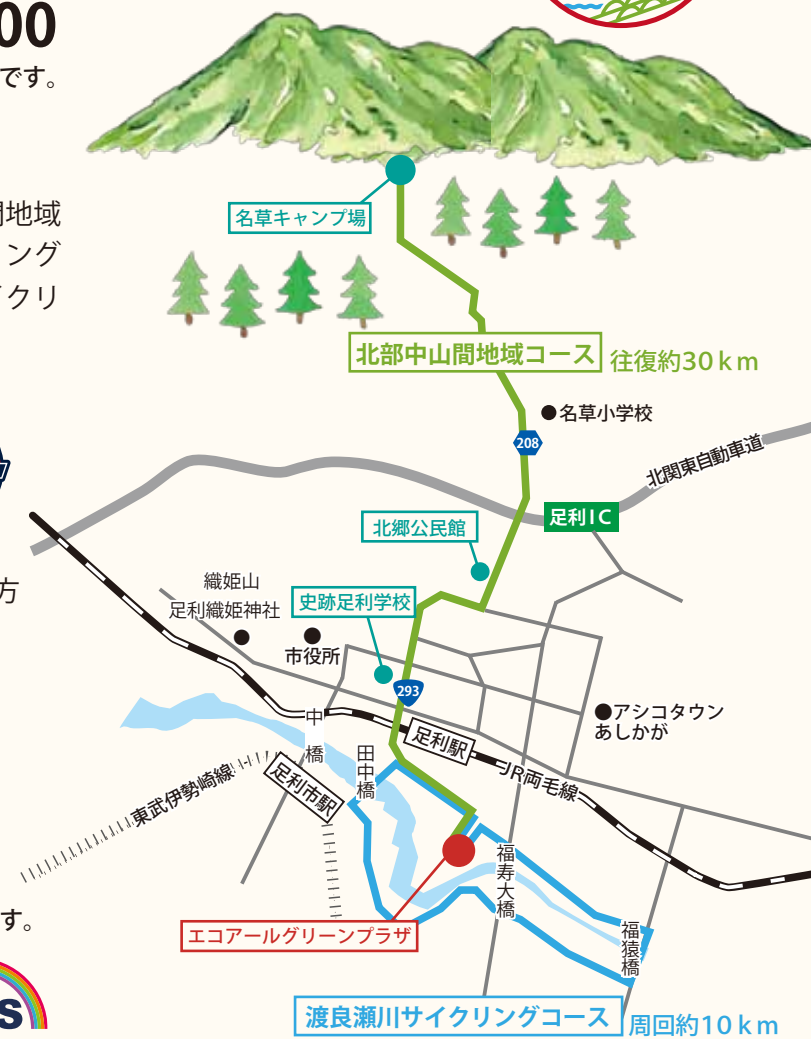 00
です。
間地域
ング
クリ
名草キャンプ場
北部中山間地域コース 往復約30km
名草小学校
208
北関東自動車道
足利IC
北郷公民館
方
織姫山
足利織姫神社
史跡足利学校
市役所
293
アシコタウン
あしかが
中橋
足利駅
田中橋
JR両毛線
足利市駅
東武伊勢崎線
福寿大橋
す。
エコアールグリーンプラザ
福猿橋
s
渡良瀬川サイクリングコース 周回約10km